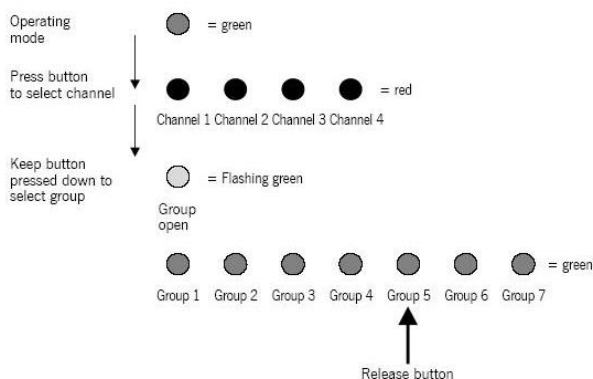 Operating
mode
= green
Press button
to select channel
= red
Channel 1 Channel 2 Channel 3 Channel 4
Keep button
pressed down to
select group
= Flashing green
Group
open
= green
Group 1 Group 2 Group 3 Group 4 Group 5 Group 6 Group 7
Release button